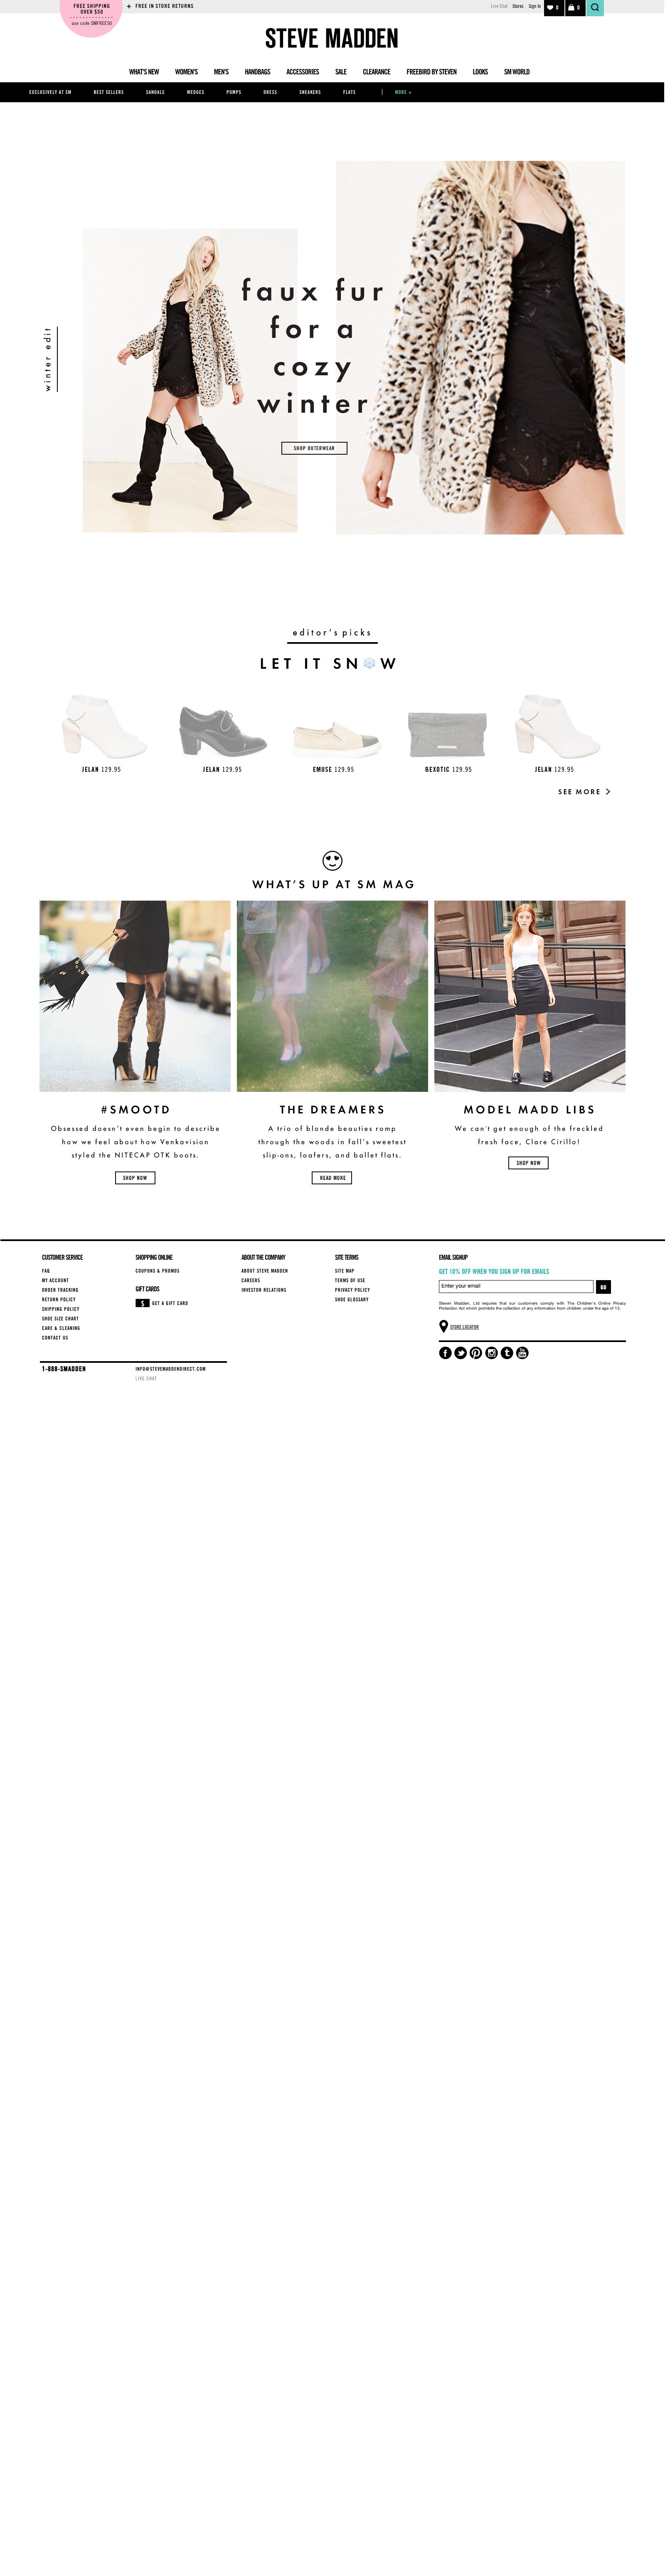 FREE SHIPPING
OVER $50
use code SMFREE50
+ FREE IN STORE RETURNS
Live Chat Stores Sign In 0 0
STEVE MADDEN
WHAT'S NEW WOMEN'S MEN'S HANDBAGS ACCESSORIES SALE CLEARANCE FREEBIRD BY STEVEN LOOKS SM WORLD
EXCLUSIVELY AT SM BEST SELLERS SANDALS WEDGES PUMPS DRESS SNEAKERS FLATS | MORE +
winter edit
faux fur
for a
cozy
winter
SHOP OUTERWEAR
editor's picks
LET IT SN❄W
JELAN 129.95 JELAN 129.95 EMUSE 129.95 BEXOTIC 129.95 JELAN 129.95
SEE MORE >
WHAT'S UP AT SM MAG
#SMOOTD
Obsessed doesn't even begin to describe
how we feel about how Venkavision
styled the NITECAP OTK boots.
SHOP NOW
THE DREAMERS
A trio of blonde beauties romp
through the woods in fall's sweetest
slip-ons, loafers, and ballet flats.
READ MORE
MODEL MADD LIBS
We can't get enough of the freckled
fresh face, Clare Cirillo!
SHOP NOW
CUSTOMER SERVICE
FAQ
MY ACCOUNT
ORDER TRACKING
RETURN POLICY
SHIPPING POLICY
SHOE SIZE CHART
CARE & CLEANING
CONTACT US
SHOPPING ONLINE
COUPONS & PROMOS
GIFT CARDS
$ GET A GIFT CARD
ABOUT THE COMPANY
ABOUT STEVE MADDEN
CAREERS
INVESTOR RELATIONS
SITE TERMS
SITE MAP
TERMS OF USE
PRIVACY POLICY
SHOE GLOSSARY
EMAIL SIGNUP
GET 10% OFF WHEN YOU SIGN UP FOR EMAILS
Enter your email GO
Steven Madden, Ltd requires that our customers comply with The Children's Online Privacy
Protection Act which prohibits the collection of any information from children under the age of 13.
STORE LOCATOR
1-888-SMADDEN
INFO@STEVEMADDENDIRECT.COM
LIVE CHAT